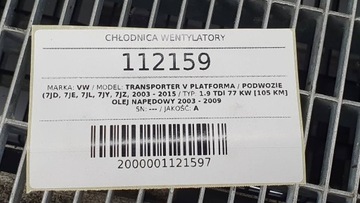 CHŁODNICA WENTYLATORY
112159
MARKA: VW / MODEL: TRANSPORTER V PLATFORMA / PODWOZIE
(7JD, 7JE, 7JL, 7JY, 7JZ, 2003 - 2015 / TYP: 1.9 TDI 77 KW [105 KM]
OLEJ NAPĘDOWY 2003 - 2009
SN: --- / JAKOŚĆ: A
2000001121597